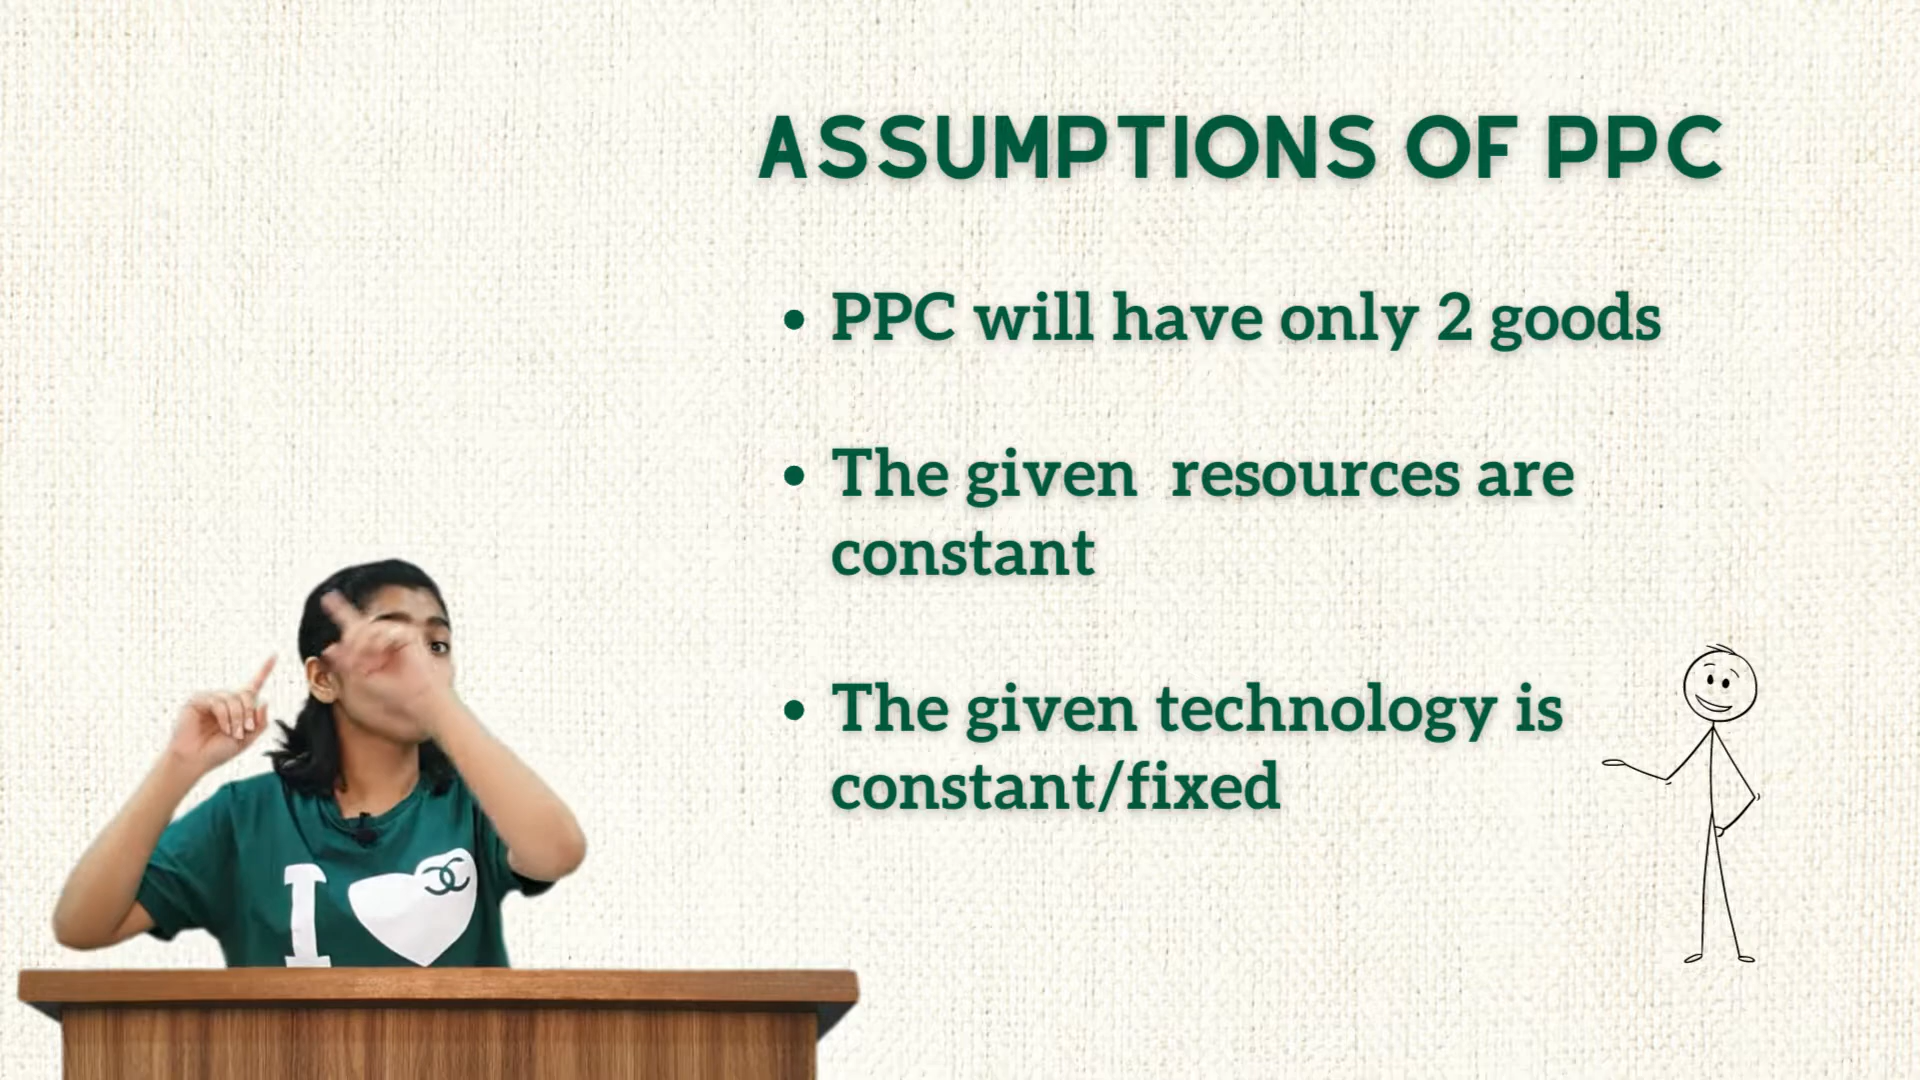 ASSUMPTIONS OF PPC
• PPC will have only 2 goods
• The given resources are
constant
• The given technology is
constant/fixed
I